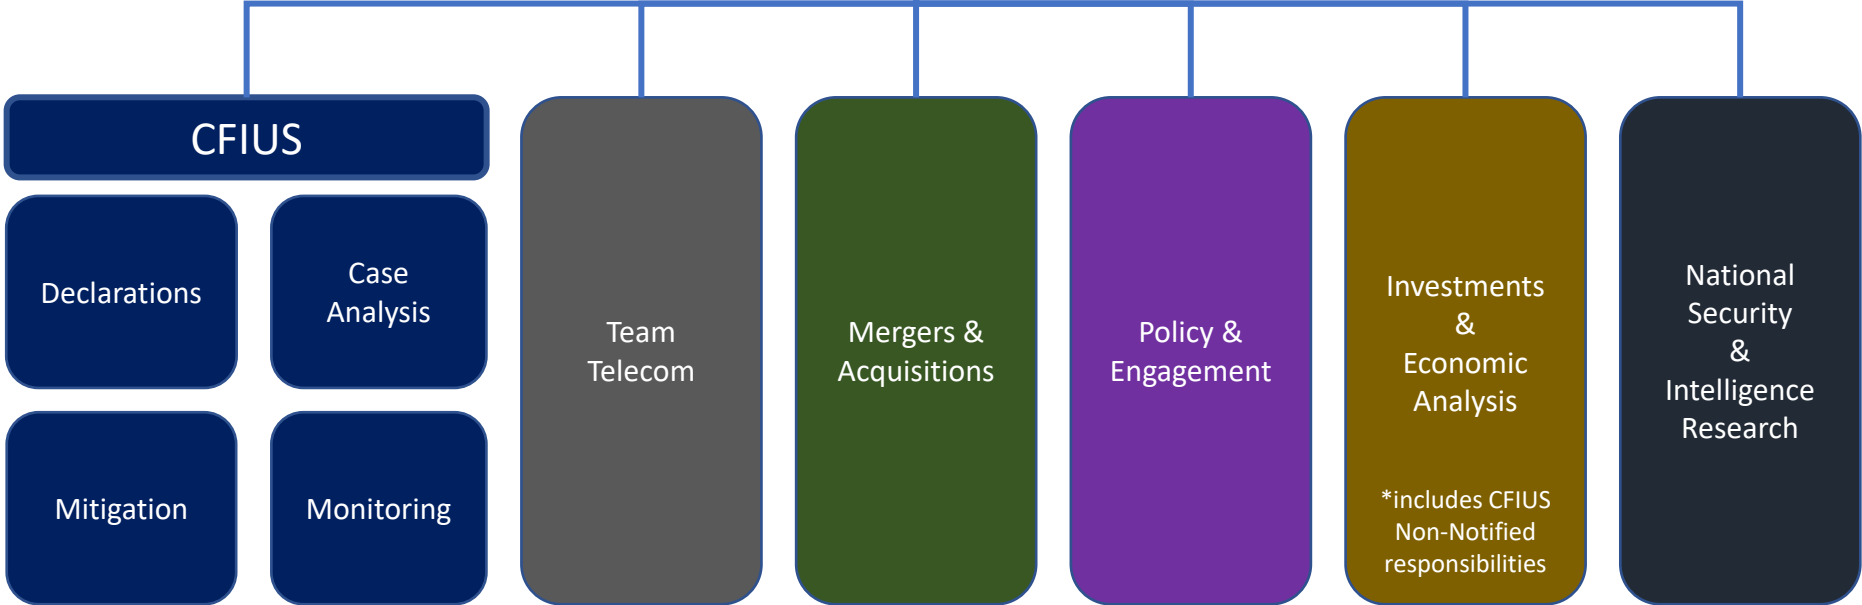 CFIUS
Declarations
Case
Analysis
Mitigation
Monitoring
Team
Telecom
Mergers &
Acquisitions
Policy &
Engagement
Investments
&
Economic
Analysis
*includes CFIUS
Non-Notified
responsibilities
National
Security
&
Intelligence
Research